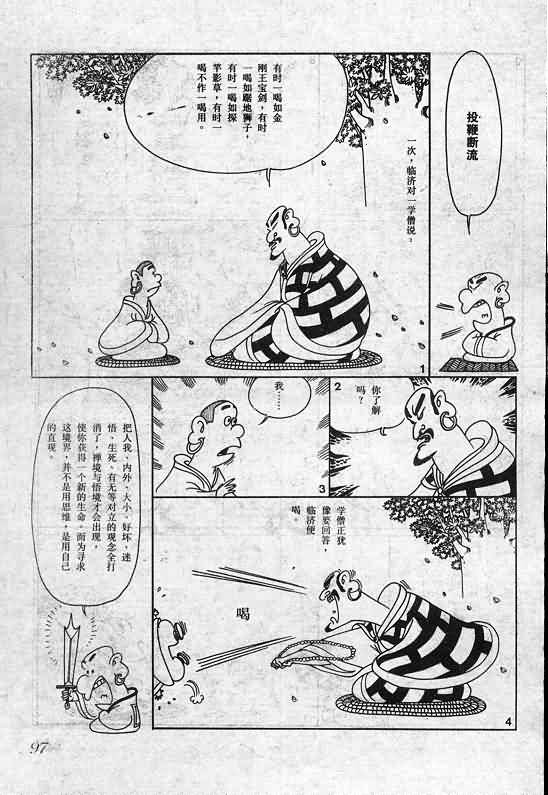 投鞭断流
一次，临济对一学僧说：
有时一喝如金
刚王宝剑，有时
一喝如踞地狮子，
有时一喝如探
竿影草，有时一
喝不作一喝用。
1
你了解
吗？
2
我
……
3
学僧正犹
豫要回答，
临济便
喝。
喝
4
把人我、内外、大小、好坏、迷
悟、生死、有无等对立的观念全打
消了，禅境与悟境才会出现，
使你获得一个新的生命。而为寻求
这境界，并不是用思维，是用自己
的直观。
97